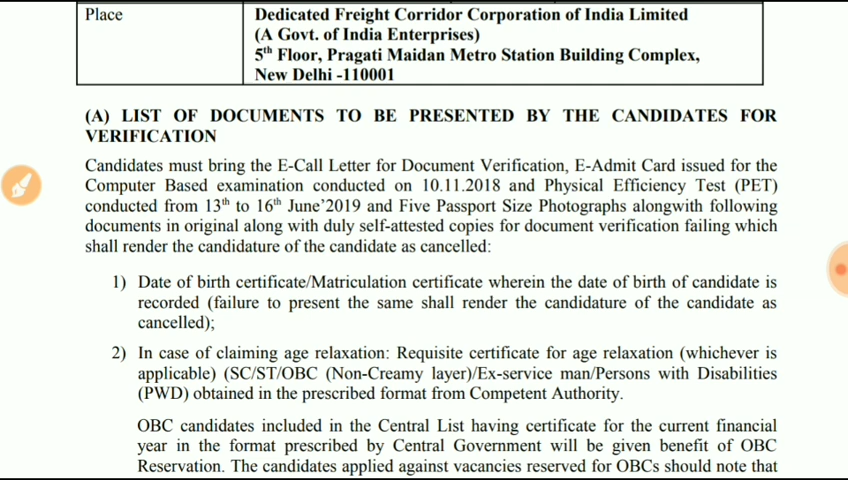 Place
Dedicated Freight Corridor Corporation of India Limited
(A Govt. of India Enterprises)
5th Floor, Pragati Maidan Metro Station Building Complex,
New Delhi -110001
(A) LIST OF DOCUMENTS TO BE PRESENTED BY THE CANDIDATES FOR
VERIFICATION
Candidates must bring the E-Call Letter for Document Verification, E-Admit Card issued for the
Computer Based examination conducted on 10.11.2018 and Physical Efficiency Test (PET)
conducted from 13th to 16th June'2019 and Five Passport Size Photographs alongwith following
documents in original along with duly self-attested copies for document verification failing which
shall render the candidature of the candidate as cancelled:
1) Date of birth certificate/Matriculation certificate wherein the date of birth of candidate is
recorded (failure to present the same shall render the candidature of the candidate as
cancelled);
2) In case of claiming age relaxation: Requisite certificate for age relaxation (whichever is
applicable) (SC/ST/OBC (Non-Creamy layer)/Ex-service man/Persons with Disabilities
(PWD) obtained in the prescribed format from Competent Authority.
OBC candidates included in the Central List having certificate for the current financial
year in the format prescribed by Central Government will be given benefit of OBC
Reservation. The candidates applied against vacancies reserved for OBCs should note that